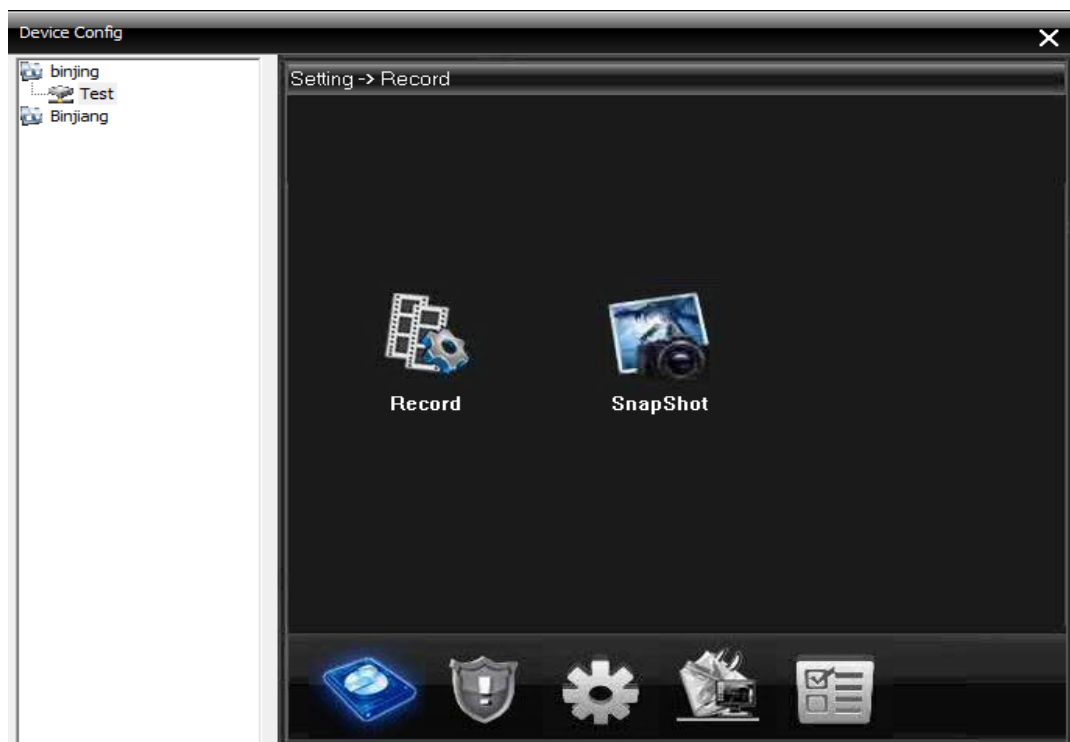 Device Config
binjing
Test
Binjiang
Setting -> Record
Record
SnapShot